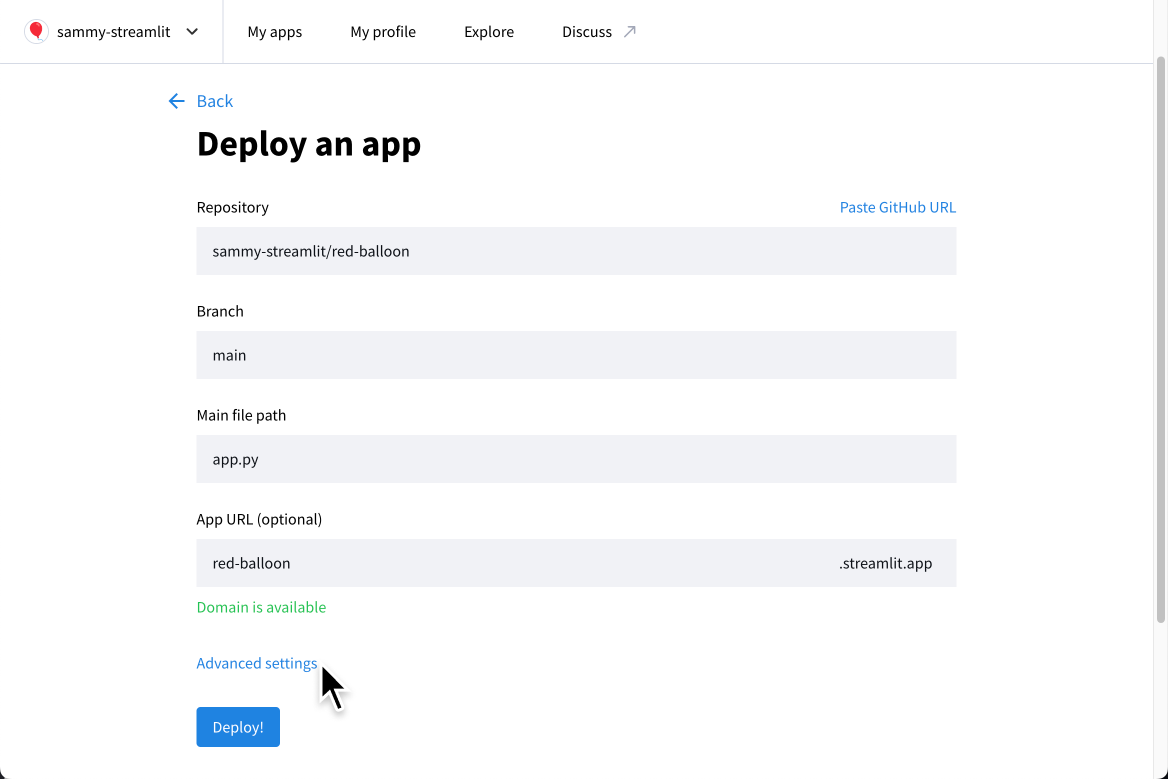 sammy-streamlit My apps My profile Explore Discuss
Back
Deploy an app
Repository Paste GitHub URL
sammy-streamlit/red-balloon
Branch
main
Main file path
app.py
App URL (optional)
red-balloon .streamlit.app
Domain is available
Advanced settings
Deploy!